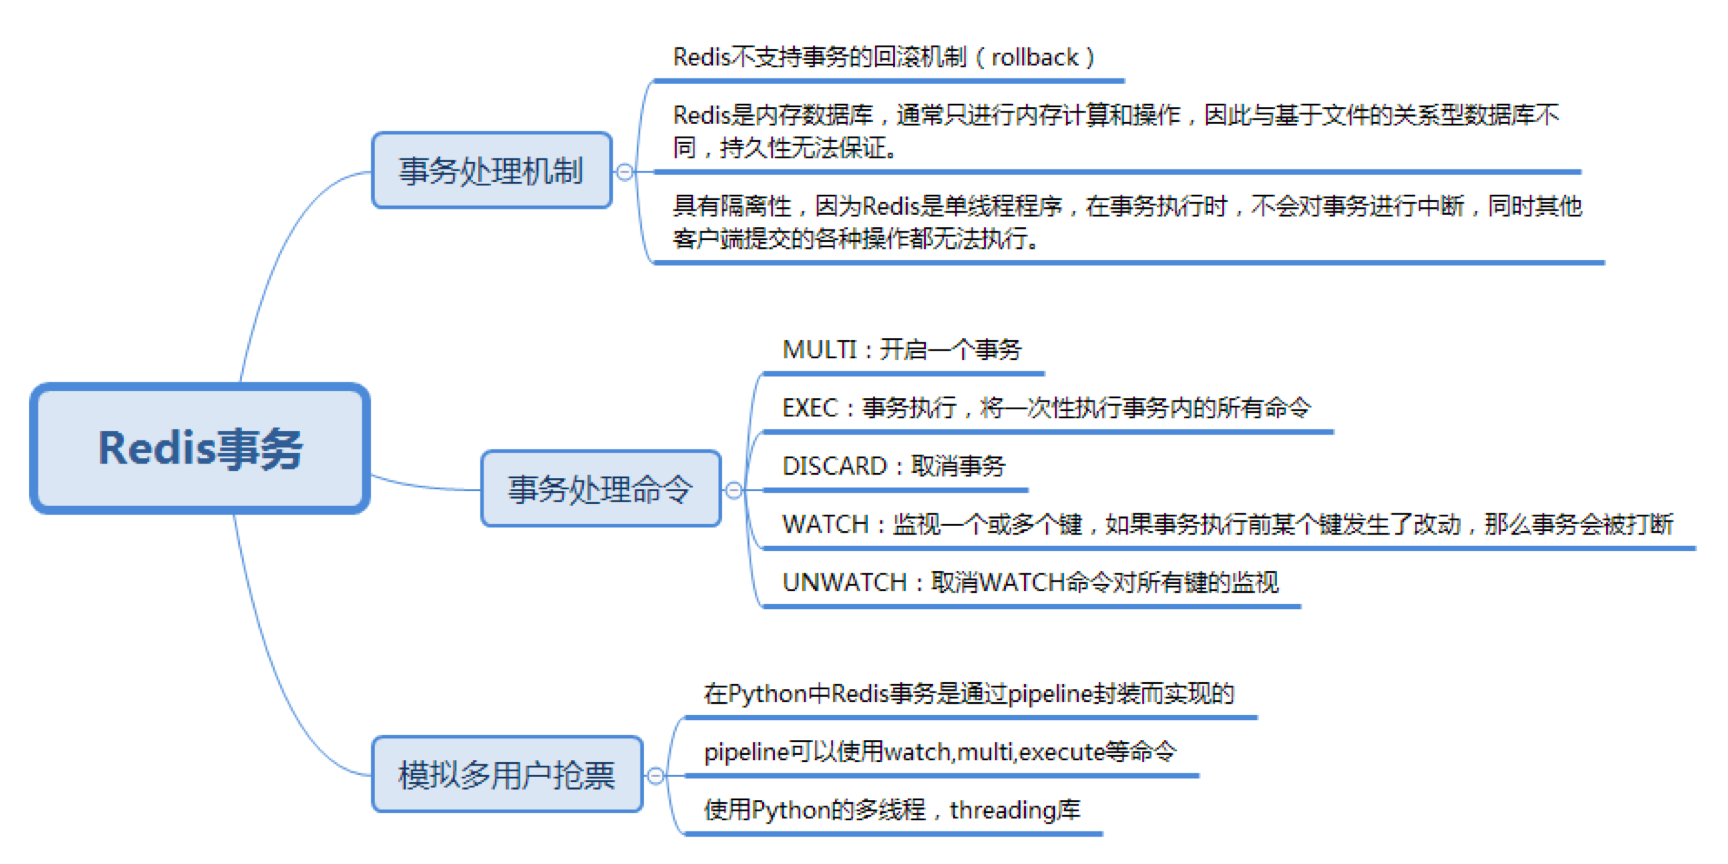 Redis不支持事务的回滚机制（rollback）
Redis是内存数据库，通常只进行内存计算和操作，因此与基于文件的关系型数据库不
同，持久性无法保证。
事务处理机制
具有隔离性，因为Redis是单线程程序，在事务执行时，不会对事务进行中断，同时其他
客户端提交的各种操作都无法执行。
Redis事务
MULTI：开启一个事务
EXEC：事务执行，将一次性执行事务内的所有命令
DISCARD：取消事务
事务处理命令
WATCH：监视一个或多个键，如果事务执行前某个键发生了改动，那么事务会被打断
UNWATCH：取消WATCH命令对所有键的监视
在Python中Redis事务是通过pipeline封装而实现的
pipeline可以使用watch,multi,execute等命令
模拟多用户抢票
使用Python的多线程，threading库